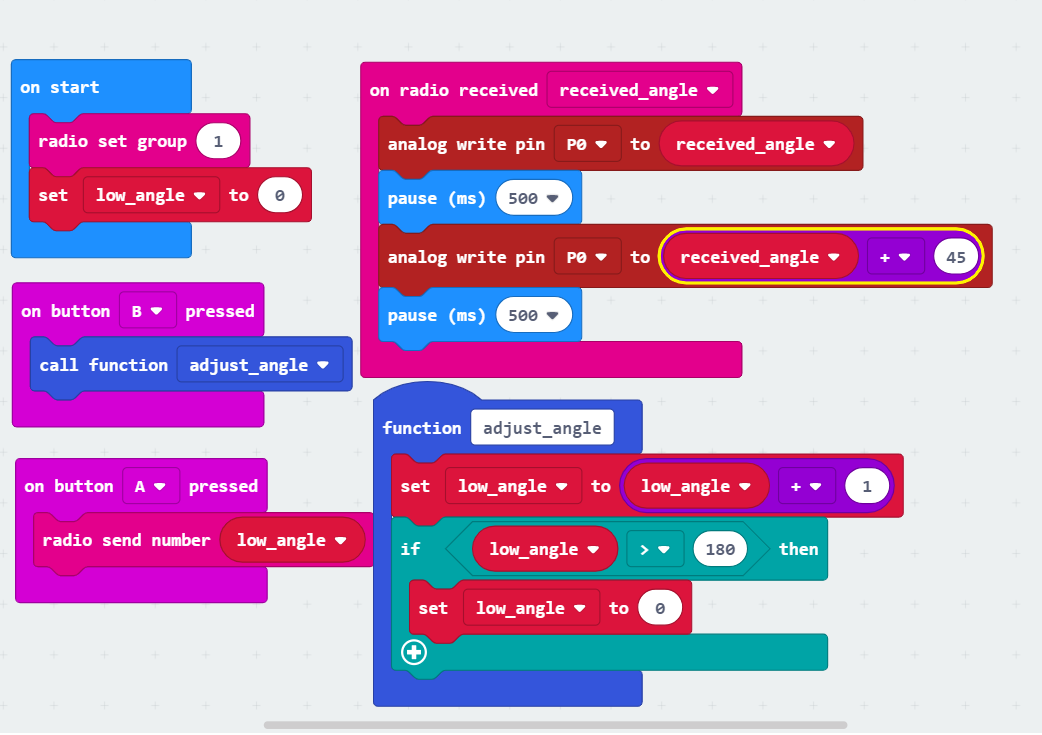 on start
radio set group 1
set low_angle to 0
on button B pressed
call function adjust_angle
on button A pressed
radio send number low_angle
on radio received received_angle
analog write pin P0 to received_angle
pause (ms) 500
analog write pin P0 to received_angle + 45
pause (ms) 500
function adjust_angle
set low_angle to low_angle + 1
if low_angle > 180 then
set low_angle to 0